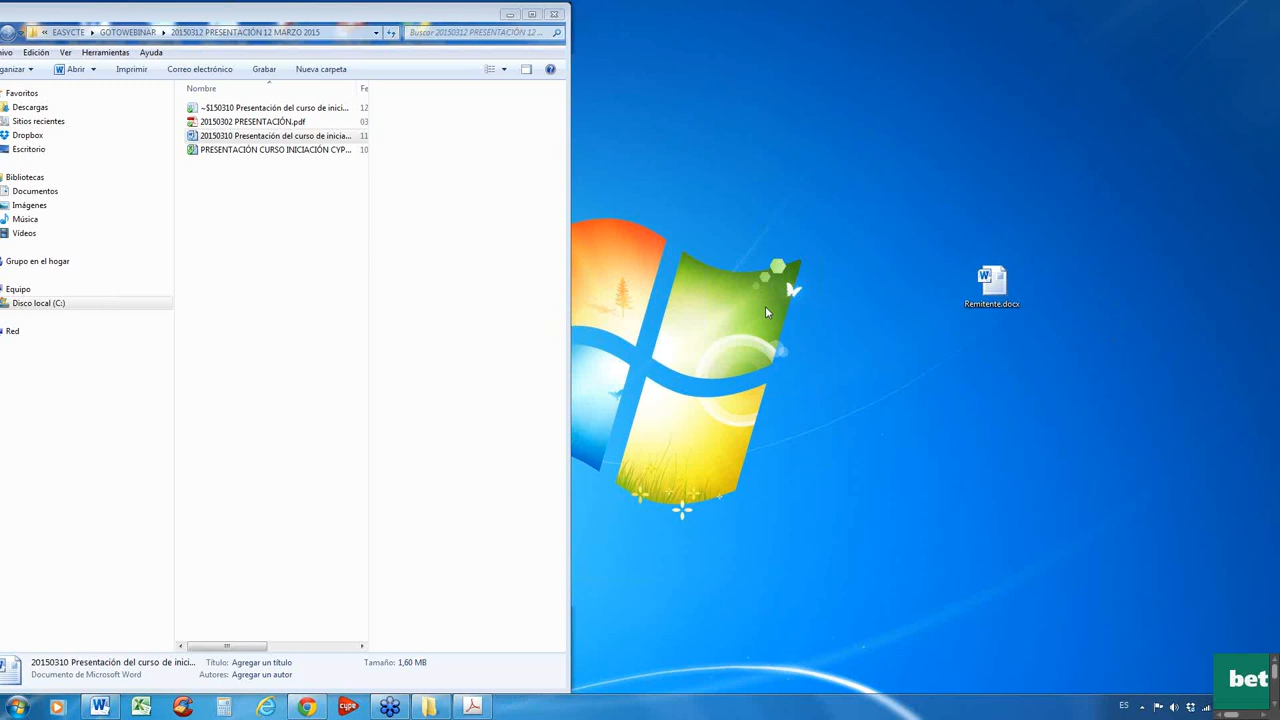 EASYCTE GOTOWEBINAR 20150312 PRESENTACIÓN 12 MARZO 2015
Buscar 20150312 PRESENTACIÓN 12 ...
ivo Edición Ver Herramientas Ayuda
ganizar Abrir Imprimir Correo electrónico Grabar Nueva carpeta
Nombre Fe
Favoritos
Descargas
Sitios recientes
Dropbox
Escritorio
Bibliotecas
Documentos
Imágenes
Música
Vídeos
Grupo en el hogar
Equipo
Disco local (C:)
Red
~$150310 Presentación del curso de inici... 12
20150302 PRESENTACIÓN.pdf 03
20150310 Presentación del curso de inicia... 11
PRESENTACIÓN CURSO INICIACIÓN CYP... 10
Remitente.docx
20150310 Presentación del curso de inici... Título: Agregar un título Tamaño: 1,60 MB
Documento de Microsoft Word Autores: Agregar un autor
bet
cype
ES